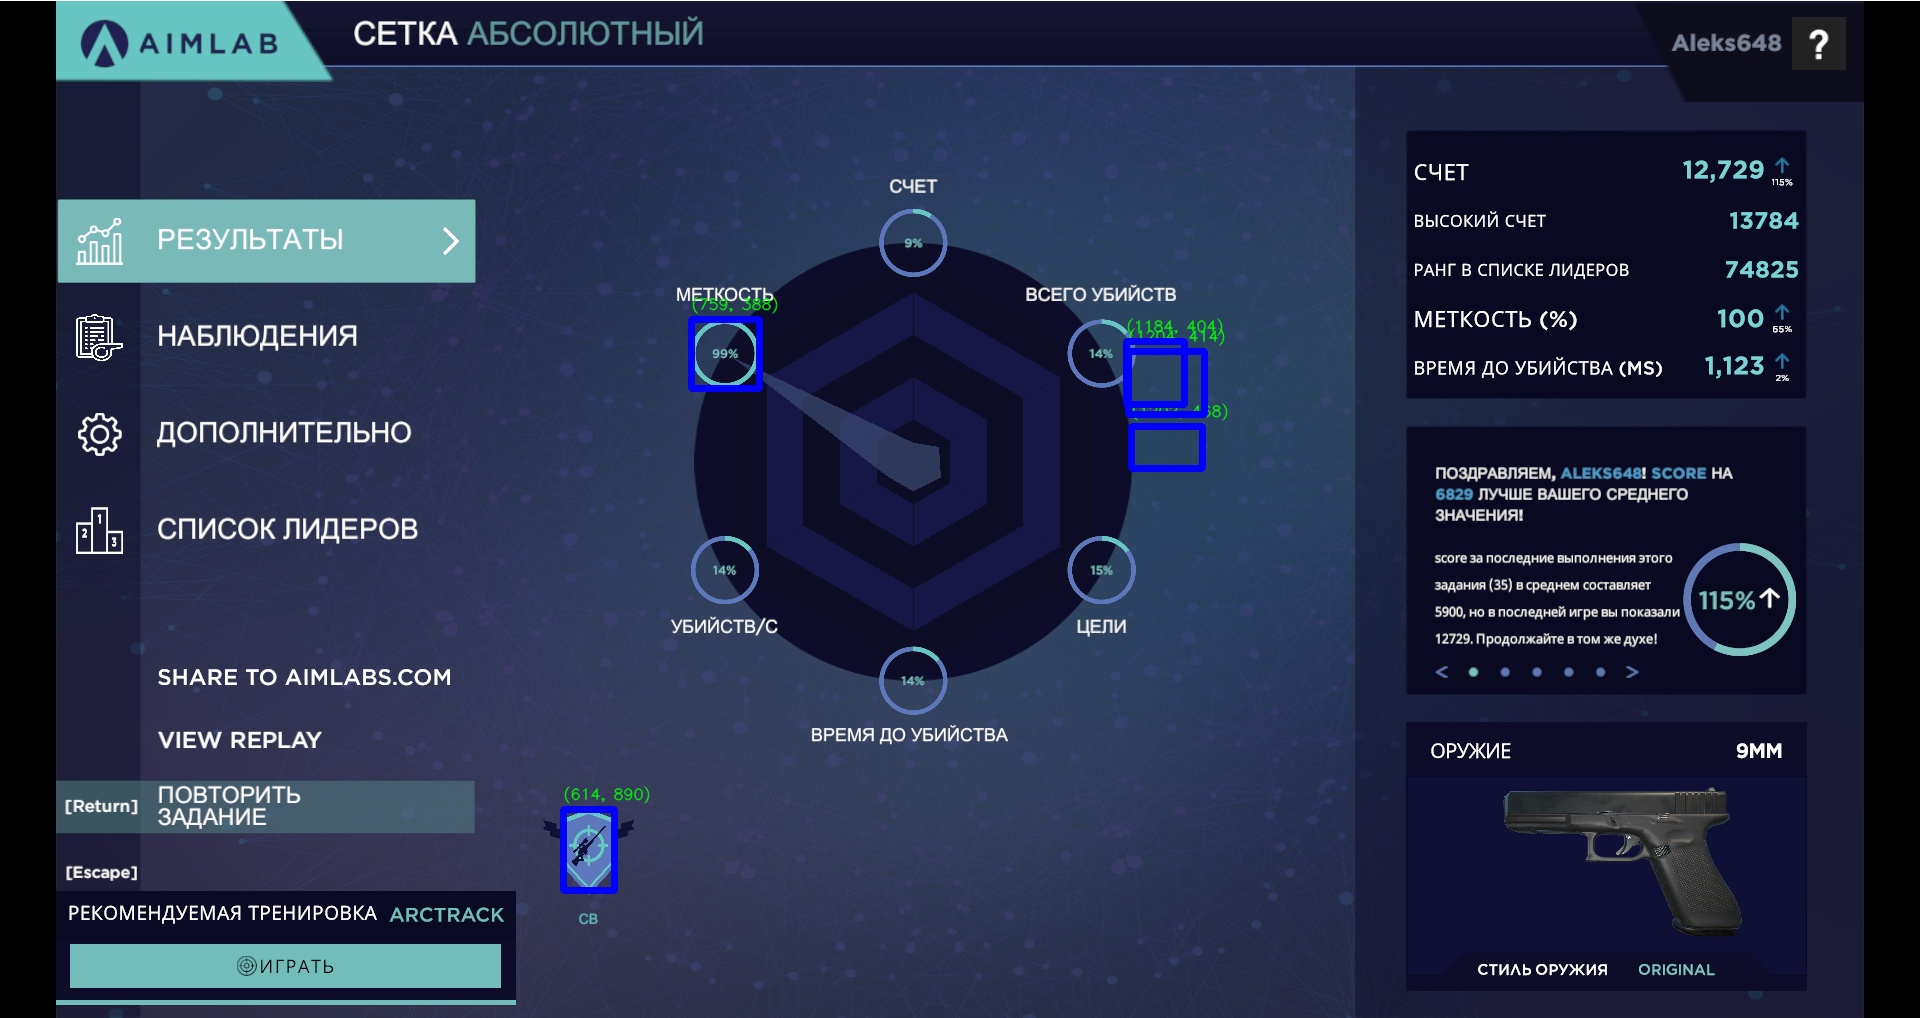 AIMLAB
СЕТКА АБСОЛЮТНЫЙ
Aleks648 ?
РЕЗУЛЬТАТЫ
НАБЛЮДЕНИЯ
ДОПОЛНИТЕЛЬНО
1 2 3
СПИСОК ЛИДЕРОВ
SHARE TO AIMLABS.COM
VIEW REPLAY
[Return]
ПОВТОРИТЬ
ЗАДАНИЕ
[Escape]
РЕКОМЕНДУЕМАЯ ТРЕНИРОВКА ARCTRACK
ИГРАТЬ
СЧЕТ
9%
МЕТКОСТЬ
(759, 388)
99%
ВСЕГО УБИЙСТВ
14%
(1184, 404)
14%
УБИЙСТВ/С
15%
ЦЕЛИ
14%
ВРЕМЯ ДО УБИЙСТВА
(614, 890)
СВ
СЧЕТ 12,729 115%
ВЫСОКИЙ СЧЕТ 13784
РАНГ В СПИСКЕ ЛИДЕРОВ 74825
МЕТКОСТЬ (%) 100 65%
ВРЕМЯ ДО УБИЙСТВА (MS) 1,123 2%
ПОЗДРАВЛЯЕМ, ALEKS648! SCORE НА
6829 ЛУЧШЕ ВАШЕГО СРЕДНЕГО
ЗНАЧЕНИЯ!
score за последние выполнения этого
задания (35) в среднем составляет
5900, но в последней игре вы показали
12729. Продолжайте в том же духе!
115%
ОРУЖИЕ 9MM
СТИЛЬ ОРУЖИЯ ORIGINAL